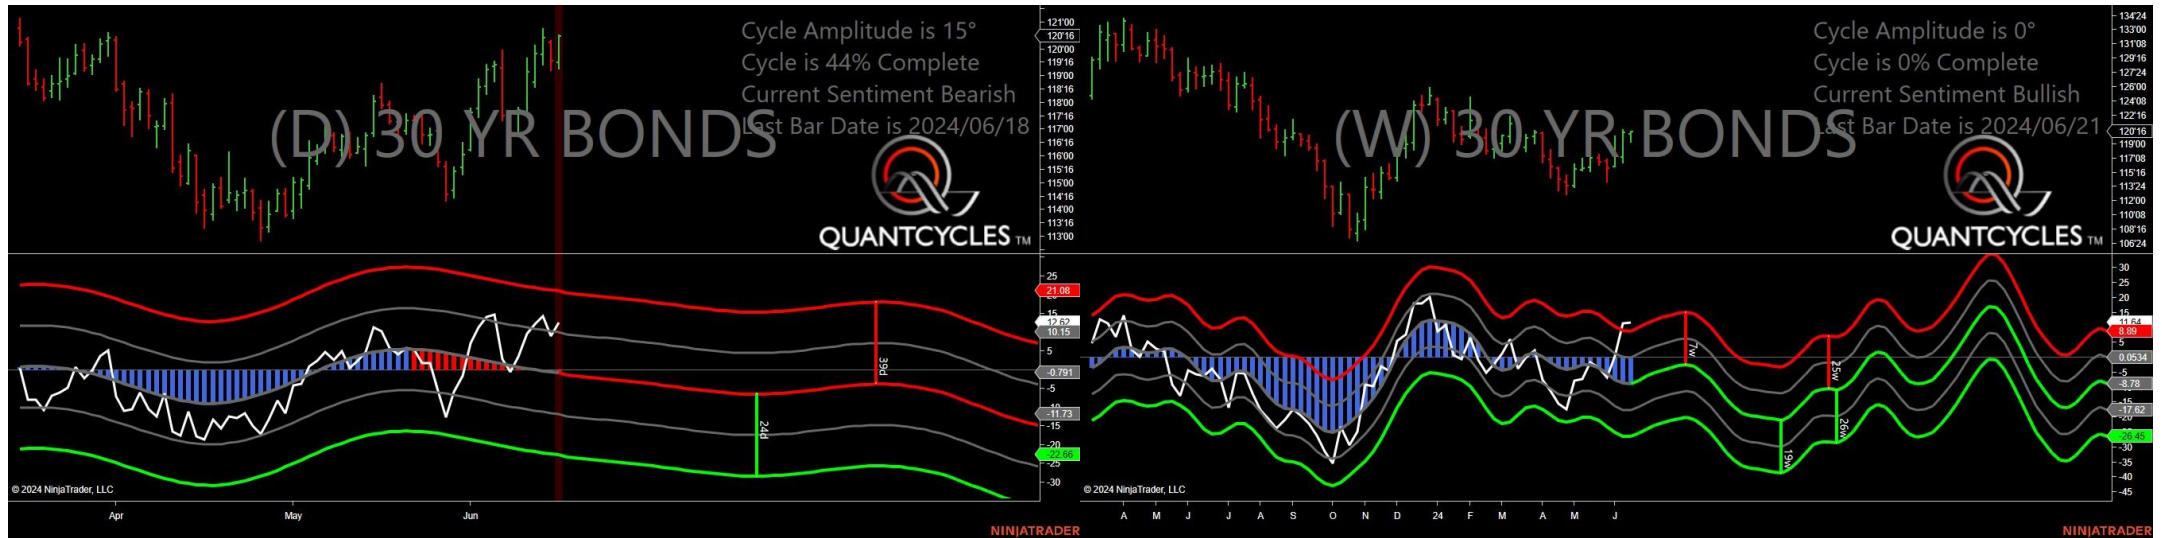 Cycle Amplitude is 15°
Cycle is 44% Complete
Current Sentiment Bearish
Last Bar Date is 2024/06/18
(D) 30 YR BONDS
QUANTCYCLES TM
121'00
120'16
120'00
119'16
119'00
118'16
118'00
117'16
117'00
116'16
116'00
115'16
115'00
114'16
114'00
113'16
113'00
25
21.08
15
12.62
10.15
5
-0.791
-5
-10
-11.73
-15
-20
-22.66
-25
-30
39d
24d
© 2024 NinjaTrader, LLC
Apr
May
Jun
NINJATRADER
Cycle Amplitude is 0°
Cycle is 0% Complete
Current Sentiment Bullish
Last Bar Date is 2024/06/21
(W) 30 YR BONDS
QUANTCYCLES TM
134'24
133'00
131'08
129'16
127'24
126'00
124'08
122'16
120'16
119'00
117'08
115'16
113'24
112'00
110'08
108'16
106'24
30
25
20
15
11.64
8.89
5
0.0534
-5
-8.78
-15
-17.62
-20
-26.45
-30
-35
-40
-45
7w
25w
26w
19w
© 2024 NinjaTrader, LLC
A M J J A S O N D 24 F M A M J
NINJATRADER